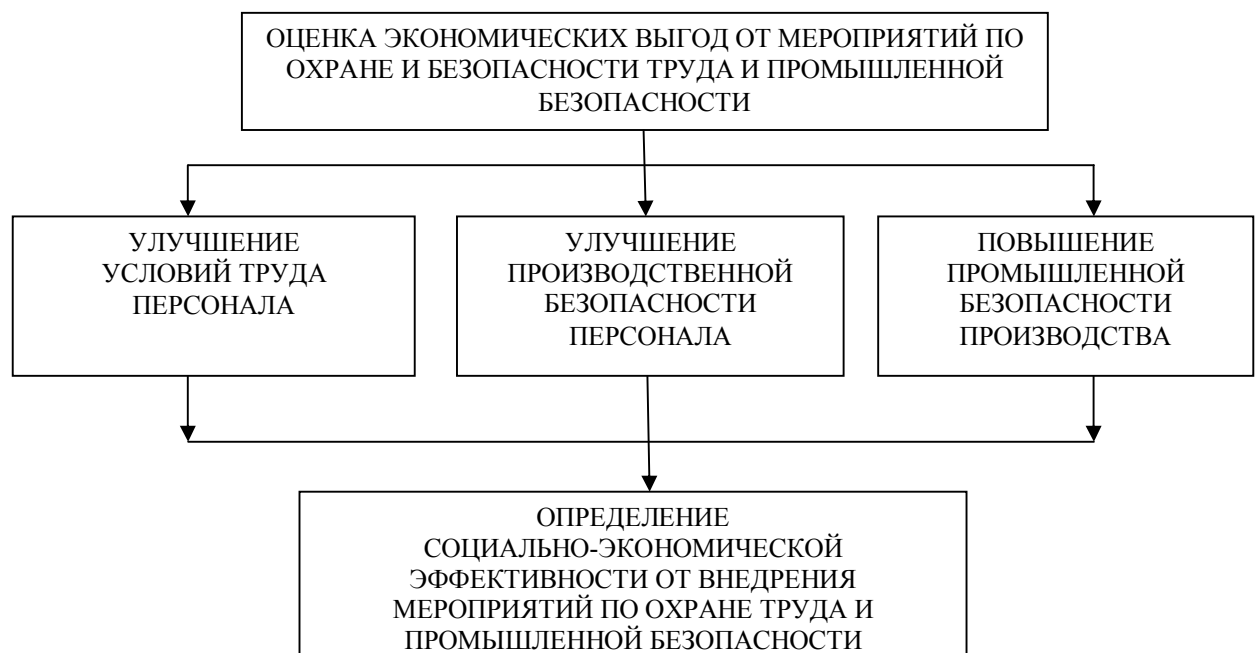 ОЦЕНКА ЭКОНОМИЧЕСКИХ ВЫГОД ОТ МЕРОПРИЯТИЙ ПО
ОХРАНЕ И БЕЗОПАСНОСТИ ТРУДА И ПРОМЫШЛЕННОЙ
БЕЗОПАСНОСТИ
УЛУЧШЕНИЕ
УСЛОВИЙ ТРУДА
ПЕРСОНАЛА
УЛУЧШЕНИЕ
ПРОИЗВОДСТВЕННОЙ
БЕЗОПАСНОСТИ
ПЕРСОНАЛА
ПОВЫШЕНИЕ
ПРОМЫШЛЕННОЙ
БЕЗОПАСНОСТИ
ПРОИЗВОДСТВА
ОПРЕДЕЛЕНИЕ
СОЦИАЛЬНО-ЭКОНОМИЧЕСКОЙ
ЭФФЕКТИВНОСТИ ОТ ВНЕДРЕНИЯ
МЕРОПРИЯТИЙ ПО ОХРАНЕ ТРУДА И
ПРОМЫШЛЕННОЙ БЕЗОПАСНОСТИ